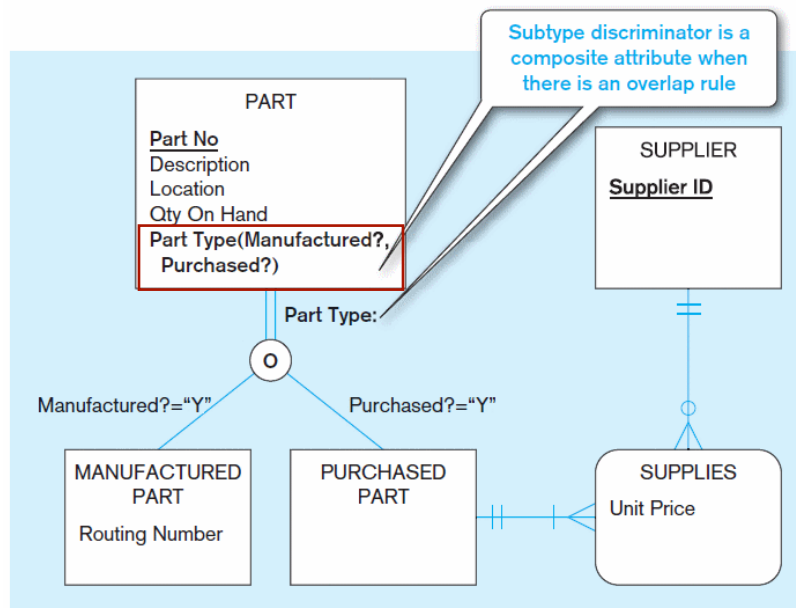 Subtype discriminator is a
composite attribute when
there is an overlap rule
PART
Part No
Description
Location
Qty On Hand
Part Type(Manufactured?,
Purchased?)
SUPPLIER
Supplier ID
Part Type:
O
Manufactured?="Y"
Purchased?="Y"
MANUFACTURED
PART
Routing Number
PURCHASED
PART
SUPPLIES
Unit Price